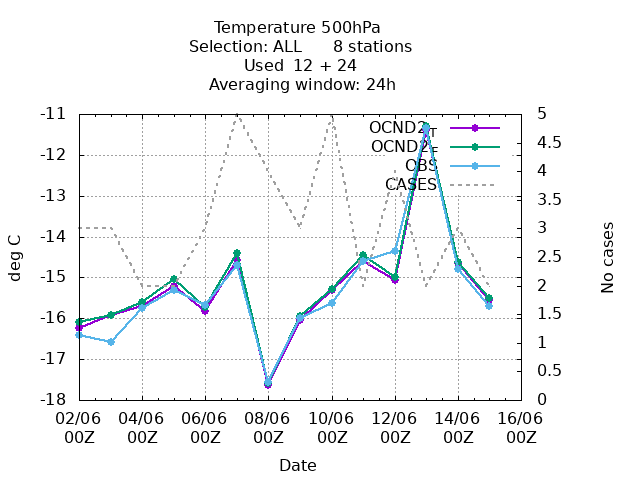 Temperature 500hPa
Selection: ALL 8 stations
Used 12 + 24
Averaging window: 24h
-11
-12
-13
-14
-15
-16
-17
-18
deg C
5
4.5
4
3.5
3
2.5
2
1.5
1
0.5
0
No cases
OBS
CASES
02/06 04/06 06/06 08/06 10/06 12/06 14/06 16/06
00Z 00Z 00Z 00Z 00Z 00Z 00Z 00Z
Date